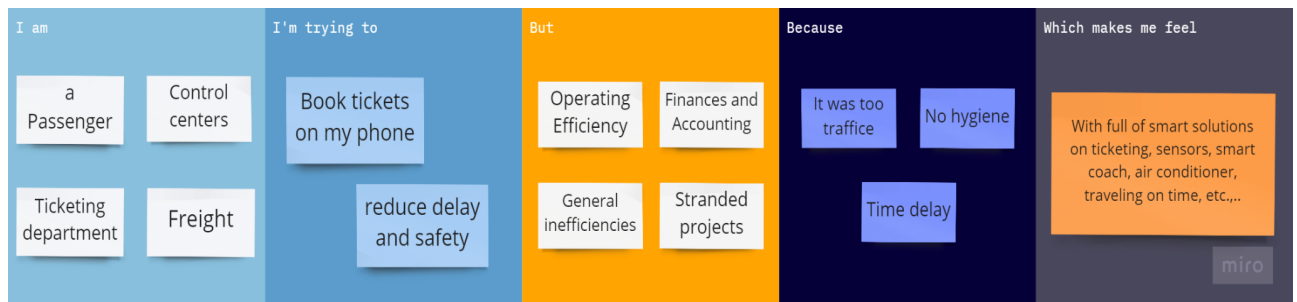 I am
a
Passenger
Control
centers
Ticketing
department
Freight
I'm trying to
Book tickets
on my phone
reduce delay
and safety
But
Operating
Efficiency
Finances and
Accounting
General
inefficiencies
Stranded
projects
Because
It was too
traffice
No hygiene
Time delay
Which makes me feel
With full of smart solutions
on ticketing, sensors, smart
coach, air conditioner,
traveling on time, etc.,..
miro